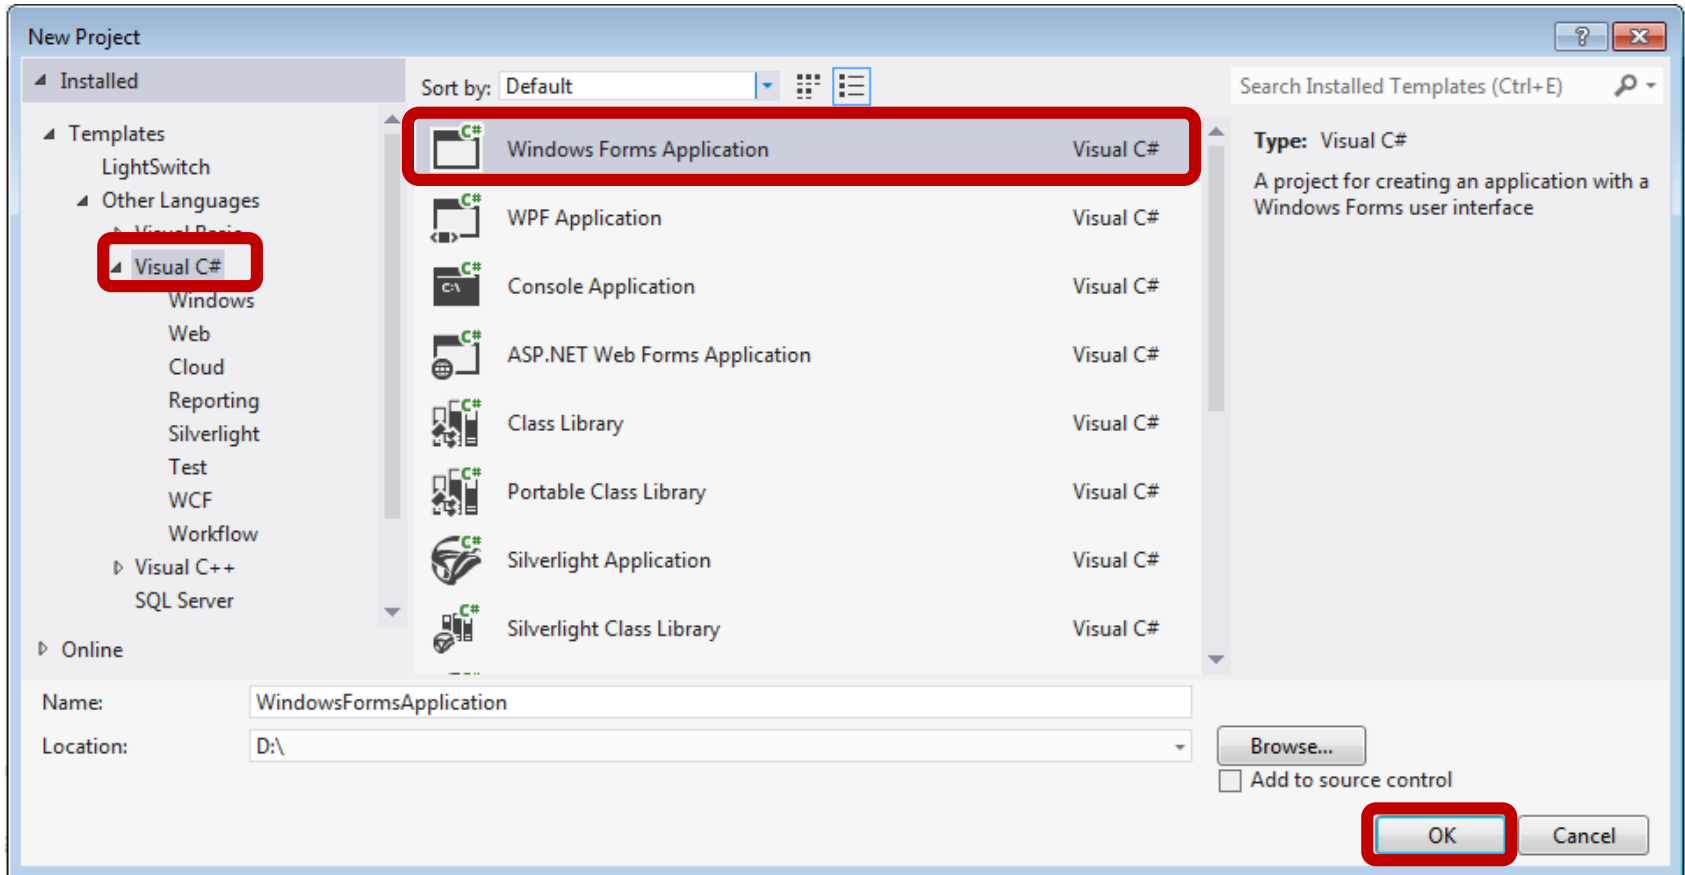 New Project
Installed
Sort by: Default
Search Installed Templates (Ctrl+E)
Templates
LightSwitch
Other Languages
Visual Basic
Visual C#
Windows
Web
Cloud
Reporting
Silverlight
Test
WCF
Workflow
Visual C++
SQL Server
Online
C# Windows Forms Application Visual C#
C# WPF Application Visual C#
C# C:\ Console Application Visual C#
C# ASP.NET Web Forms Application Visual C#
C# Class Library Visual C#
C# Portable Class Library Visual C#
C# Silverlight Application Visual C#
C# Silverlight Class Library Visual C#
Type: Visual C#
A project for creating an application with a
Windows Forms user interface
Name: WindowsFormsApplication
Location: D:\
Browse...
Add to source control
OK Cancel